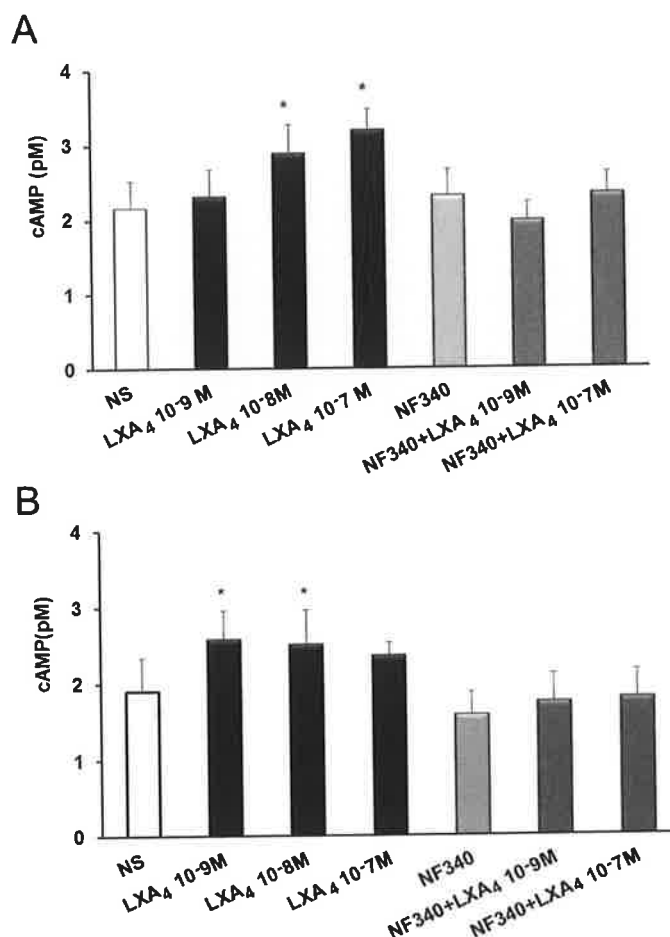 A
4
3
2
1
0
cAMP (pM)
*
*
NS
LXA₄ 10-9 M
LXA₄ 10-8M
LXA₄ 10-7 M
NF340
NF340+LXA₄ 10-9M
NF340+LXA₄ 10-7M
B
4
3
2
1
0
cAMP(pM)
*
*
NS
LXA₄ 10-9M
LXA₄ 10-8M
LXA₄ 10-7M
NF340
NF340+LXA₄ 10-9M
NF340+LXA₄ 10-7M